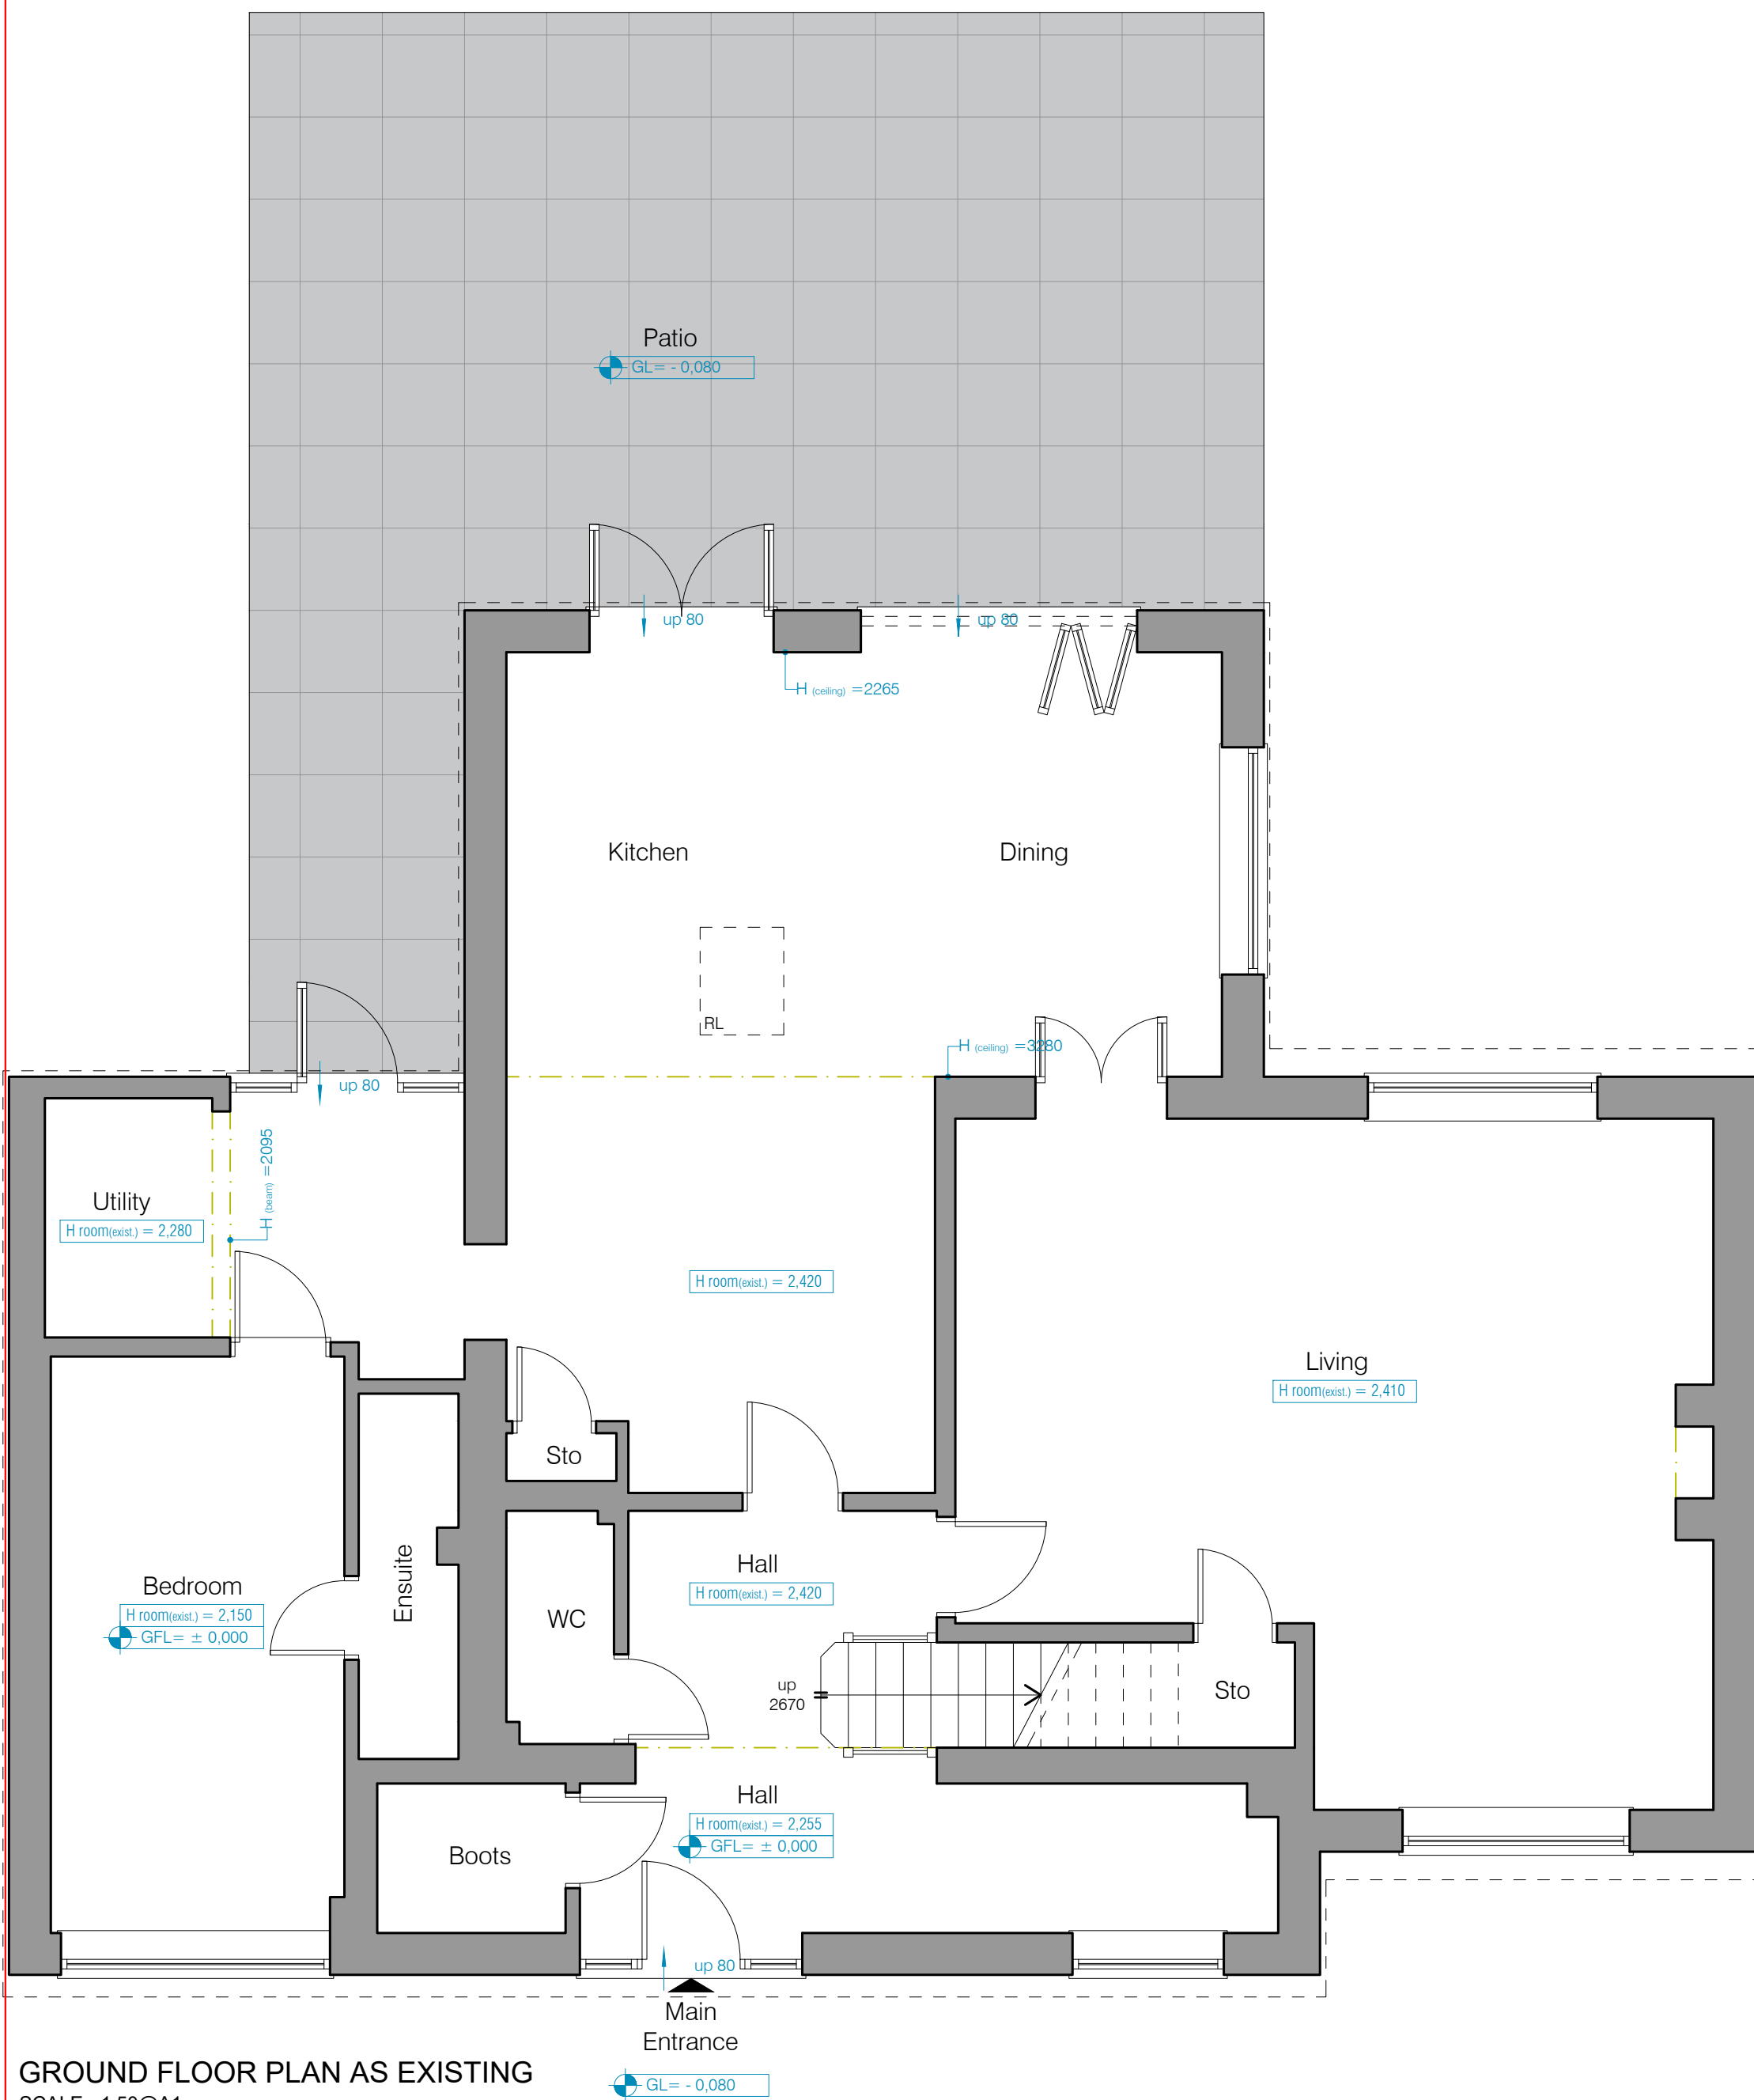 Patio
GL= - 0,080
up 80
up 80
H (ceiling) =2265
Kitchen
Dining
RL
H (ceiling) =3280
up 80
H (beam) =2095
Utility
H room(exist.) = 2,280
H room(exist.) = 2,420
Living
H room(exist.) = 2,410
Sto
Hall
H room(exist.) = 2,420
Bedroom
H room(exist.) = 2,150
GFL= ± 0,000
Ensuite
WC
up
2670
Sto
Hall
H room(exist.) = 2,255
GFL= ± 0,000
Boots
up 80
Main
Entrance
GROUND FLOOR PLAN AS EXISTING
GL= - 0,080